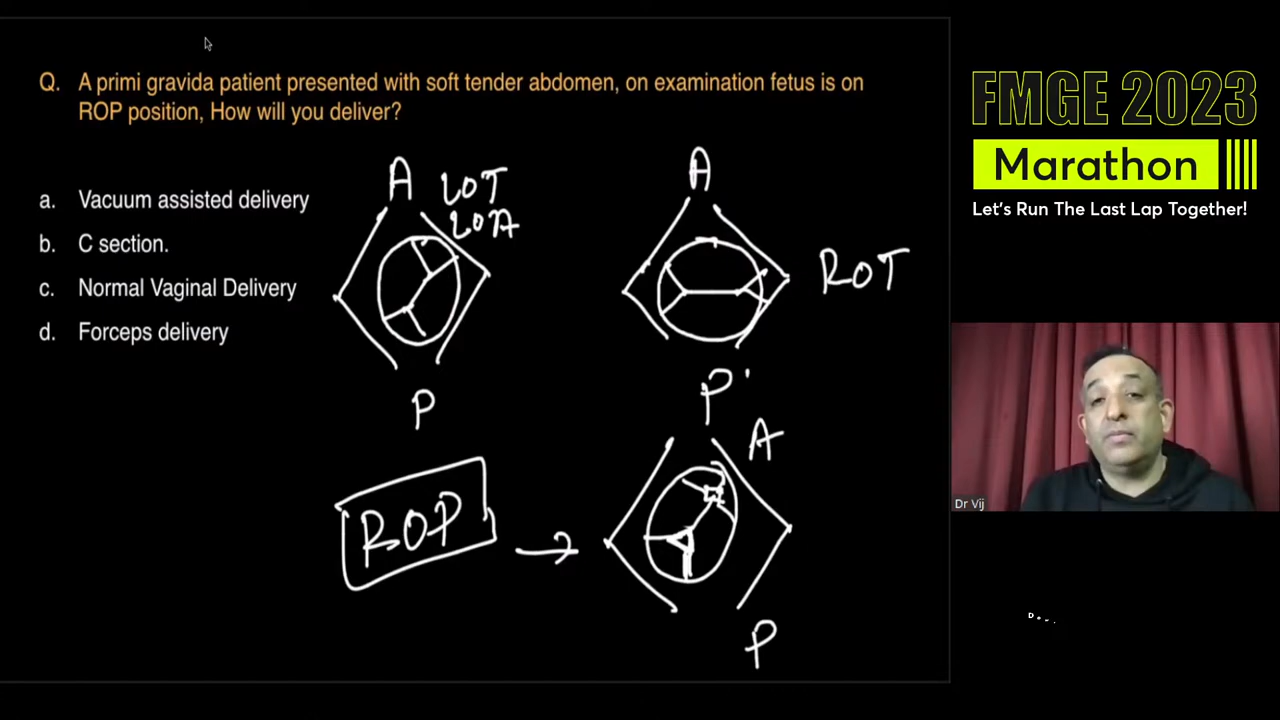 Q. A primi gravida patient presented with soft tender abdomen, on examination fetus is on
ROP position, How will you deliver?
a. Vacuum assisted delivery
b. C section.
c. Normal Vaginal Delivery
d. Forceps delivery
A
LOT
LOA
P
A
ROT
P
ROP
A
P
FMGE 2023
Marathon
Let's Run The Last Lap Together!
Dr Vij